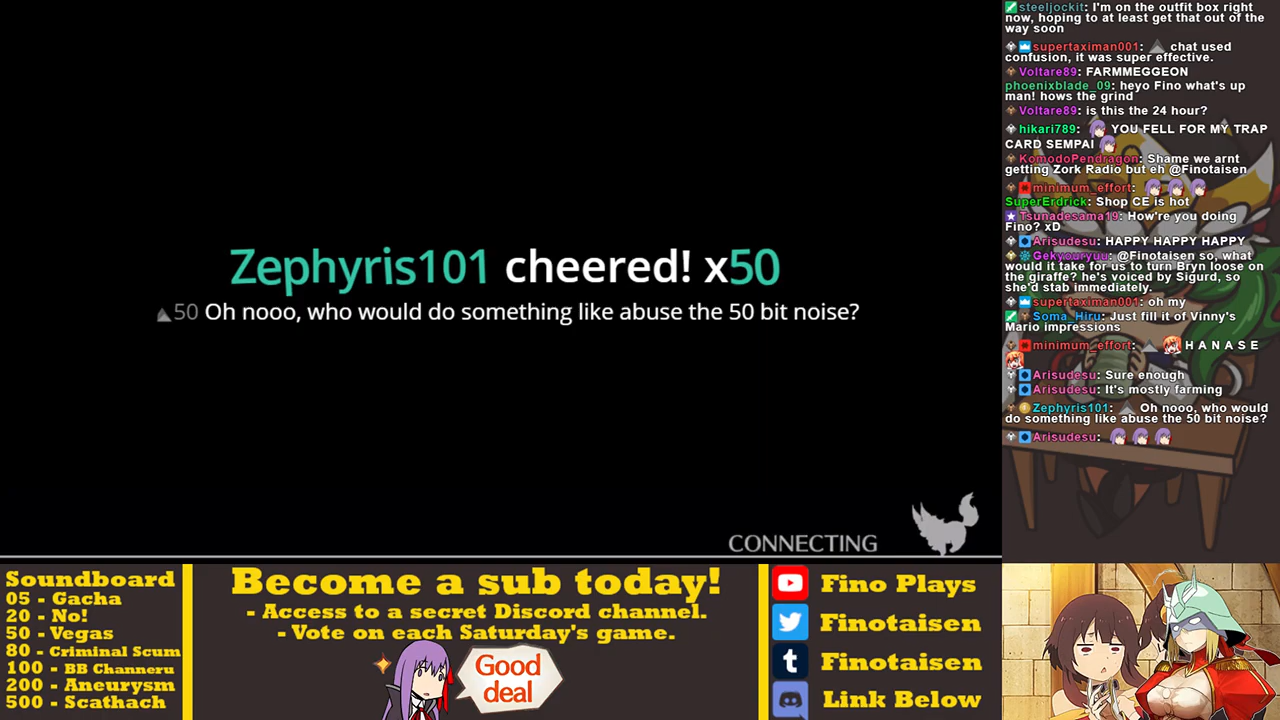 Zephyris101 cheered! x50
50 Oh nooo, who would do something like abuse the 50 bit noise?
CONNECTING
steeljockit: I'm on the outfit box right
now, hoping to at least get that out of the
way soon
supertaximan001: chat used
confusion, it was super effective.
Voltare89: FARMMEGGEON
phoenixblade_09: heyo Fino what's up
man! hows the grind
Voltare89: is this the 24 hour?
hikari789: YOU FELL FOR MY TRAP
CARD SEMPAI
KomodoPendragon: Shame we arnt
getting Zork Radio but eh @Finotaisen
minimum_effort:
SuperErdrick: Shop CE is hot
Tsunadesama19: How're you doing
Fino? xD
Arisudesu: HAPPY HAPPY HAPPY
Gekyouryuu: @Finotaisen so, what
would it take for us to turn Bryn loose on
the giraffe? he's voiced by Sigurd, so
she'd stab immediately.
supertaximan001: oh my
Soma_Hiru: Just fill it of Vinny's
Mario impressions
minimum_effort: H A N A S E
Arisudesu: Sure enough
Arisudesu: It's mostly farming
Zephyris101: Oh nooo, who would
do something like abuse the 50 bit noise?
Arisudesu:
Soundboard
05 - Gacha
20 - No!
50 - Vegas
80 - Criminal Scum
100 - BB Channeru
200 - Aneurysm
500 - Scathach
Become a sub today!
- Access to a secret Discord channel.
- Vote on each Saturday's game.
Good
deal
Fino Plays
Finotaisen
t Finotaisen
Link Below